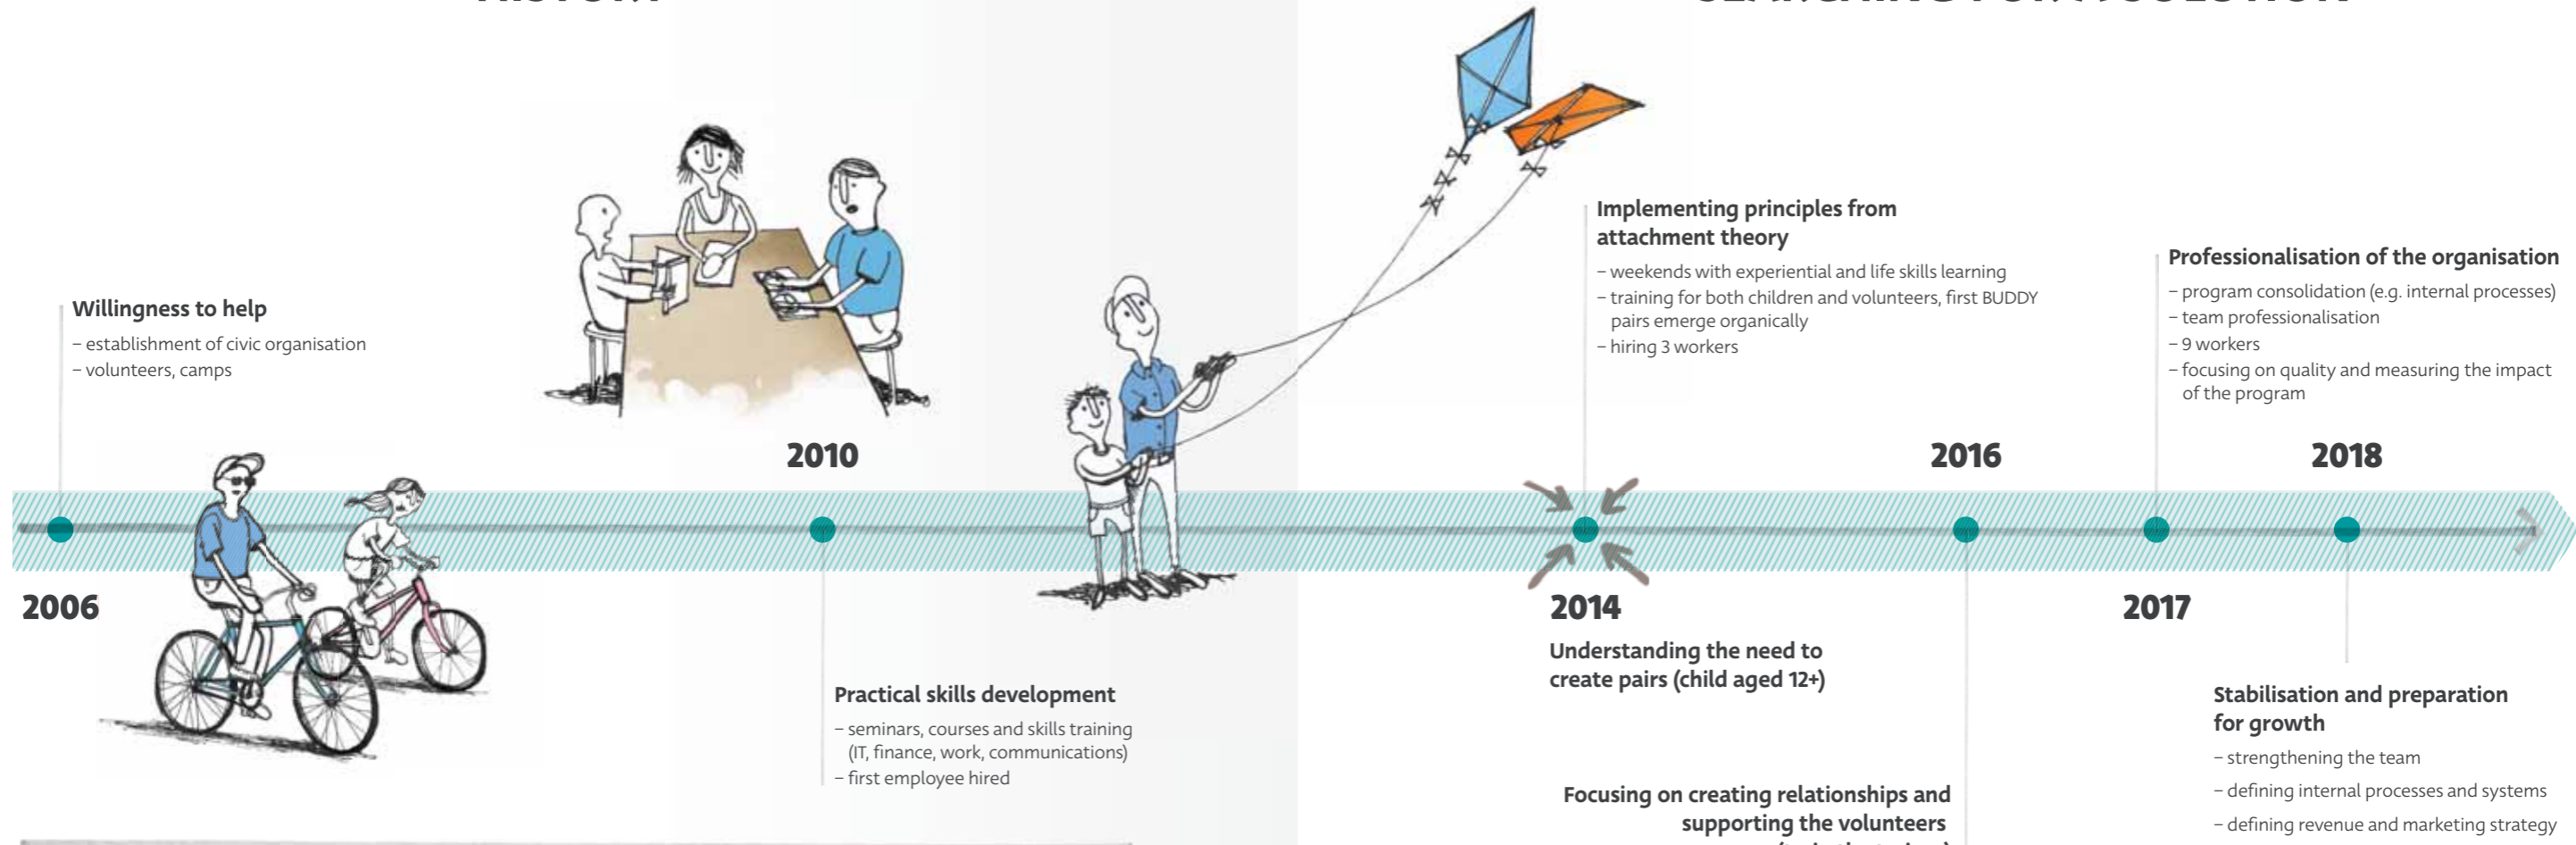 HISTORY
SEARCHING FOR A SOLUTION
Willingness to help
– establishment of civic organisation
– volunteers, camps
2006
2010
Practical skills development
– seminars, courses and skills training
(IT, finance, work, communications)
– first employee hired
Implementing principles from
attachment theory
– weekends with experiential and life skills learning
– training for both children and volunteers, first BUDDY
pairs emerge organically
– hiring 3 workers
2014
Understanding the need to
create pairs (child aged 12+)
2016
Focusing on creating relationships and
supporting the volunteers
Professionalisation of the organisation
– program consolidation (e.g. internal processes)
– team professionalisation
– 9 workers
– focusing on quality and measuring the impact
of the program
2017
2018
Stabilisation and preparation
for growth
– strengthening the team
– defining internal processes and systems
– defining revenue and marketing strategy